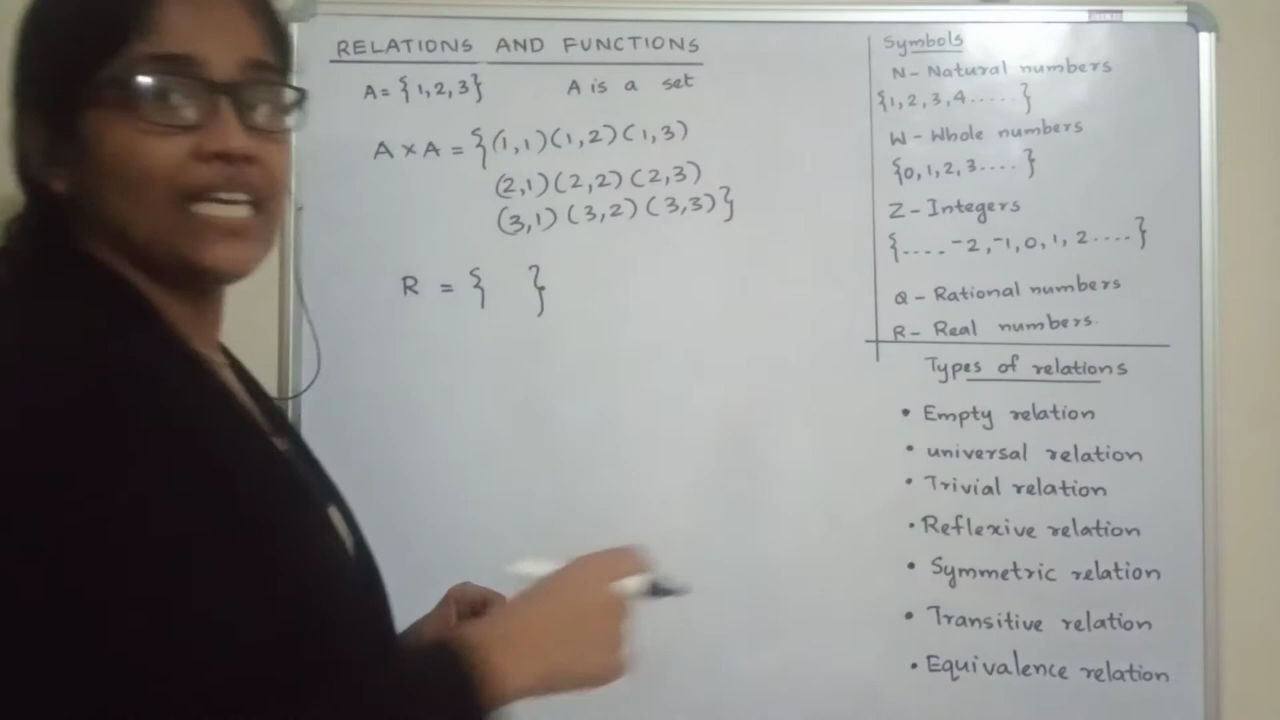 RELATIONS AND FUNCTIONS
A = {1,2,3} A is a set
A × A = {(1,1)(1,2)(1,3)
(2,1)(2,2)(2,3)
(3,1)(3,2)(3,3)}
R = { }
Symbols
N- Natural numbers
{1,2,3,4.....}
W- Whole numbers
{0,1,2,3....}
Z- Integers
{.... -2,-1,0,1,2....}
Q - Rational numbers
R- Real numbers.
Types of relations
• Empty relation
• universal relation
• Trivial relation
• Reflexive relation
• Symmetric relation
• Transitive relation
• Equivalence relation